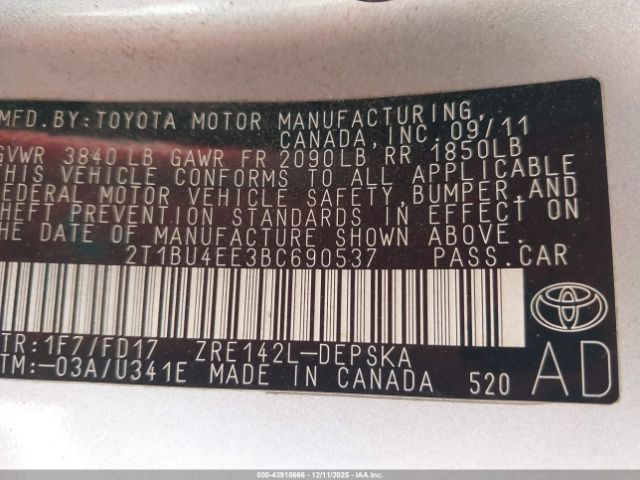 MFD.BY:TOYOTA MOTOR MANUFACTURING,
CANADA,INC. 09/11
GVWR 3840LB GAWR FR 2090LB RR 1850LB
THIS VEHICLE CONFORMS TO ALL APPLICABLE
FEDERAL MOTOR VEHICLE SAFETY,BUMPER,AND
THEFT PREVENTION STANDARDS IN EFFECT ON
THE DATE OF MANUFACTURE SHOWN ABOVE.
2T1BU4EE3BC690537 PASS.CAR
TR:1F7/FD17 ZRE142L-DEPSKA
TM:-03A/U341E MADE IN CANADA 520
AD
000-43918666 - 12/11/2025 - IAA Inc.